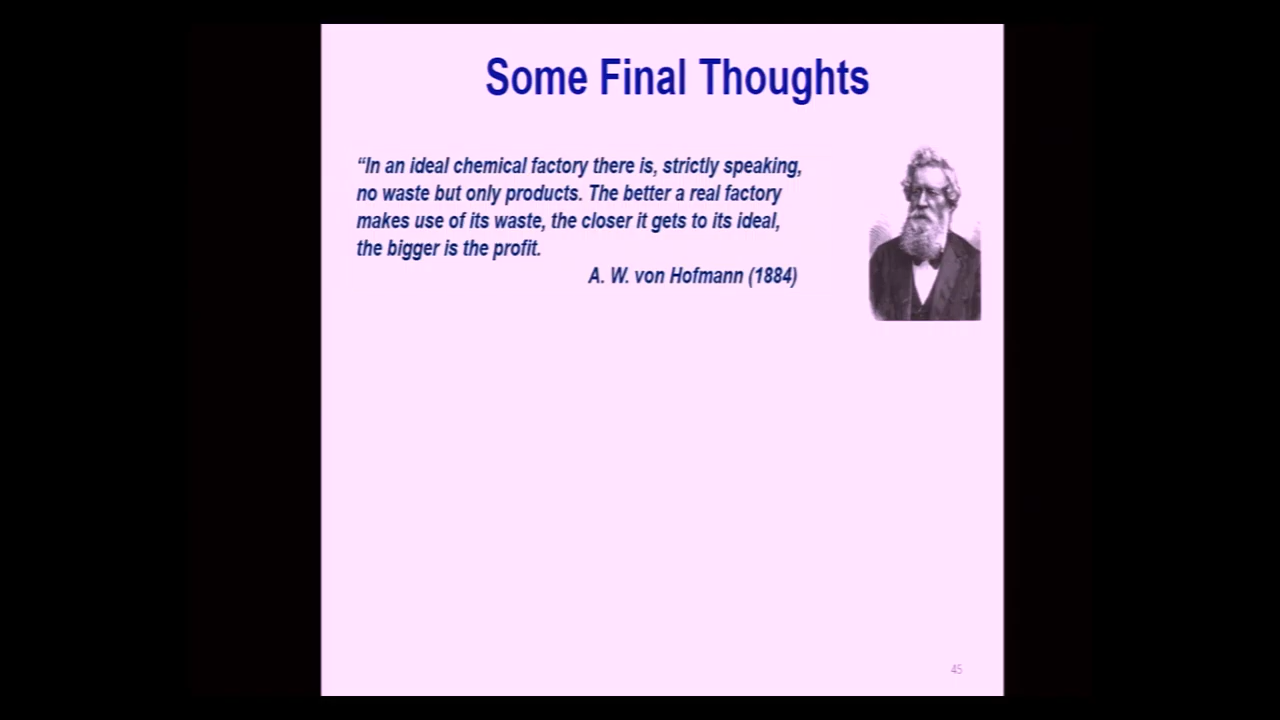 Some Final Thoughts
“In an ideal chemical factory there is, strictly speaking,
no waste but only products. The better a real factory
makes use of its waste, the closer it gets to its ideal,
the bigger is the profit.
A. W. von Hofmann (1884)
45